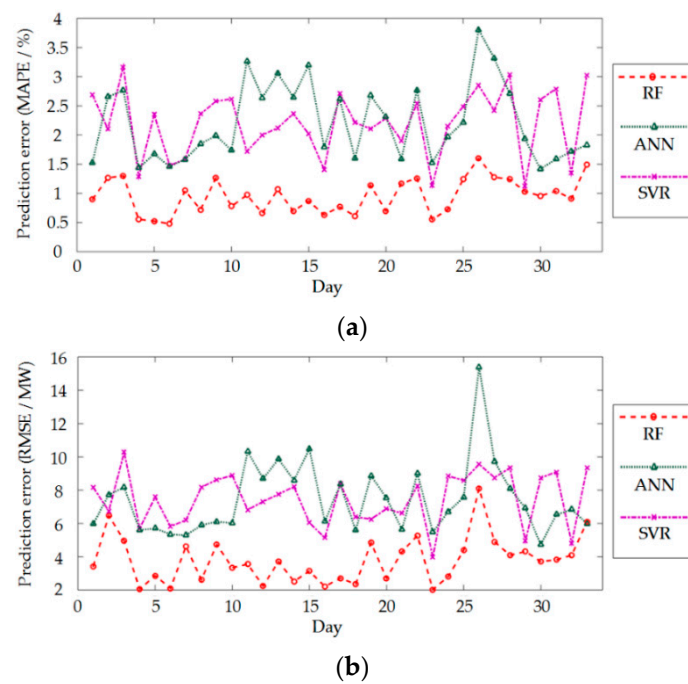 Prediction error (MAPE / %)
4
3.5
3
2.5
2
1.5
1
0.5
0
0 5 10 15 20 25 30
Day
RF
ANN
SVR
(a)
Prediction error (RMSE / MW)
16
14
12
10
8
6
4
2
0 5 10 15 20 25 30
Day
RF
ANN
SVR
(b)